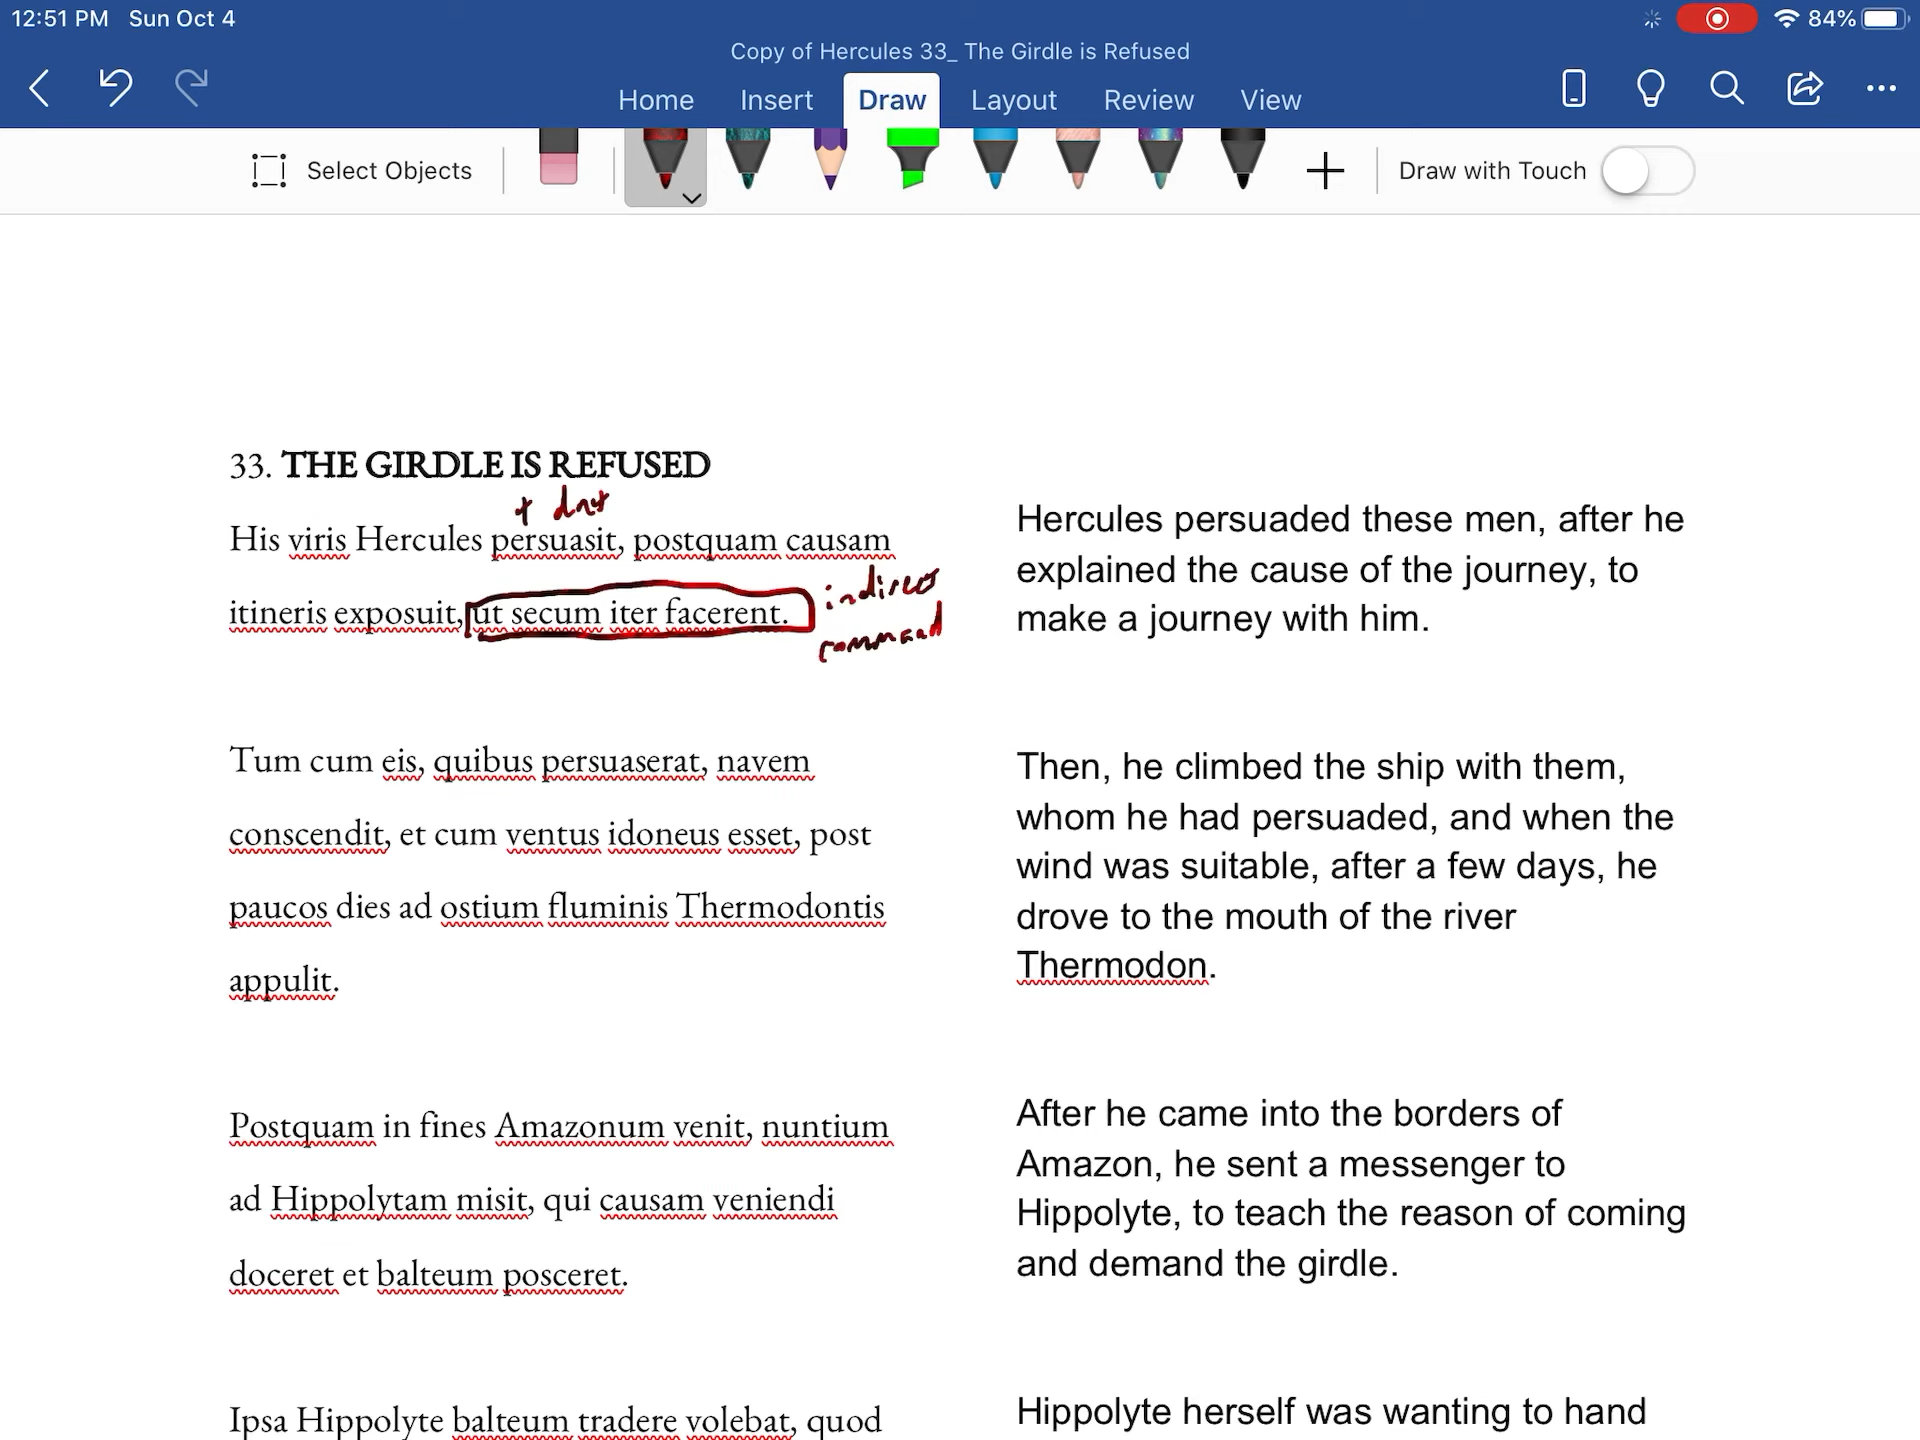 12:51 PM Sun Oct 4
84%
Copy of Hercules 33_ The Girdle is Refused
Home Insert Draw Layout Review View
Select Objects
Draw with Touch
33. THE GIRDLE IS REFUSED
+ dat
His viris Hercules persuasit, postquam causam
itineris exposuit, ut secum iter facerent.
indirect
command
Tum cum eis, quibus persuaserat, navem
conscendit, et cum ventus idoneus esset, post
paucos dies ad ostium fluminis Thermodontis
appulit.
Postquam in fines Amazonum venit, nuntium
ad Hippolytam misit, qui causam veniendi
doceret et balteum posceret.
Ipsa Hippolyte balteum tradere volebat, quod
Hercules persuaded these men, after he
explained the cause of the journey, to
make a journey with him.
Then, he climbed the ship with them,
whom he had persuaded, and when the
wind was suitable, after a few days, he
drove to the mouth of the river
Thermodon.
After he came into the borders of
Amazon, he sent a messenger to
Hippolyte, to teach the reason of coming
and demand the girdle.
Hippolyte herself was wanting to hand